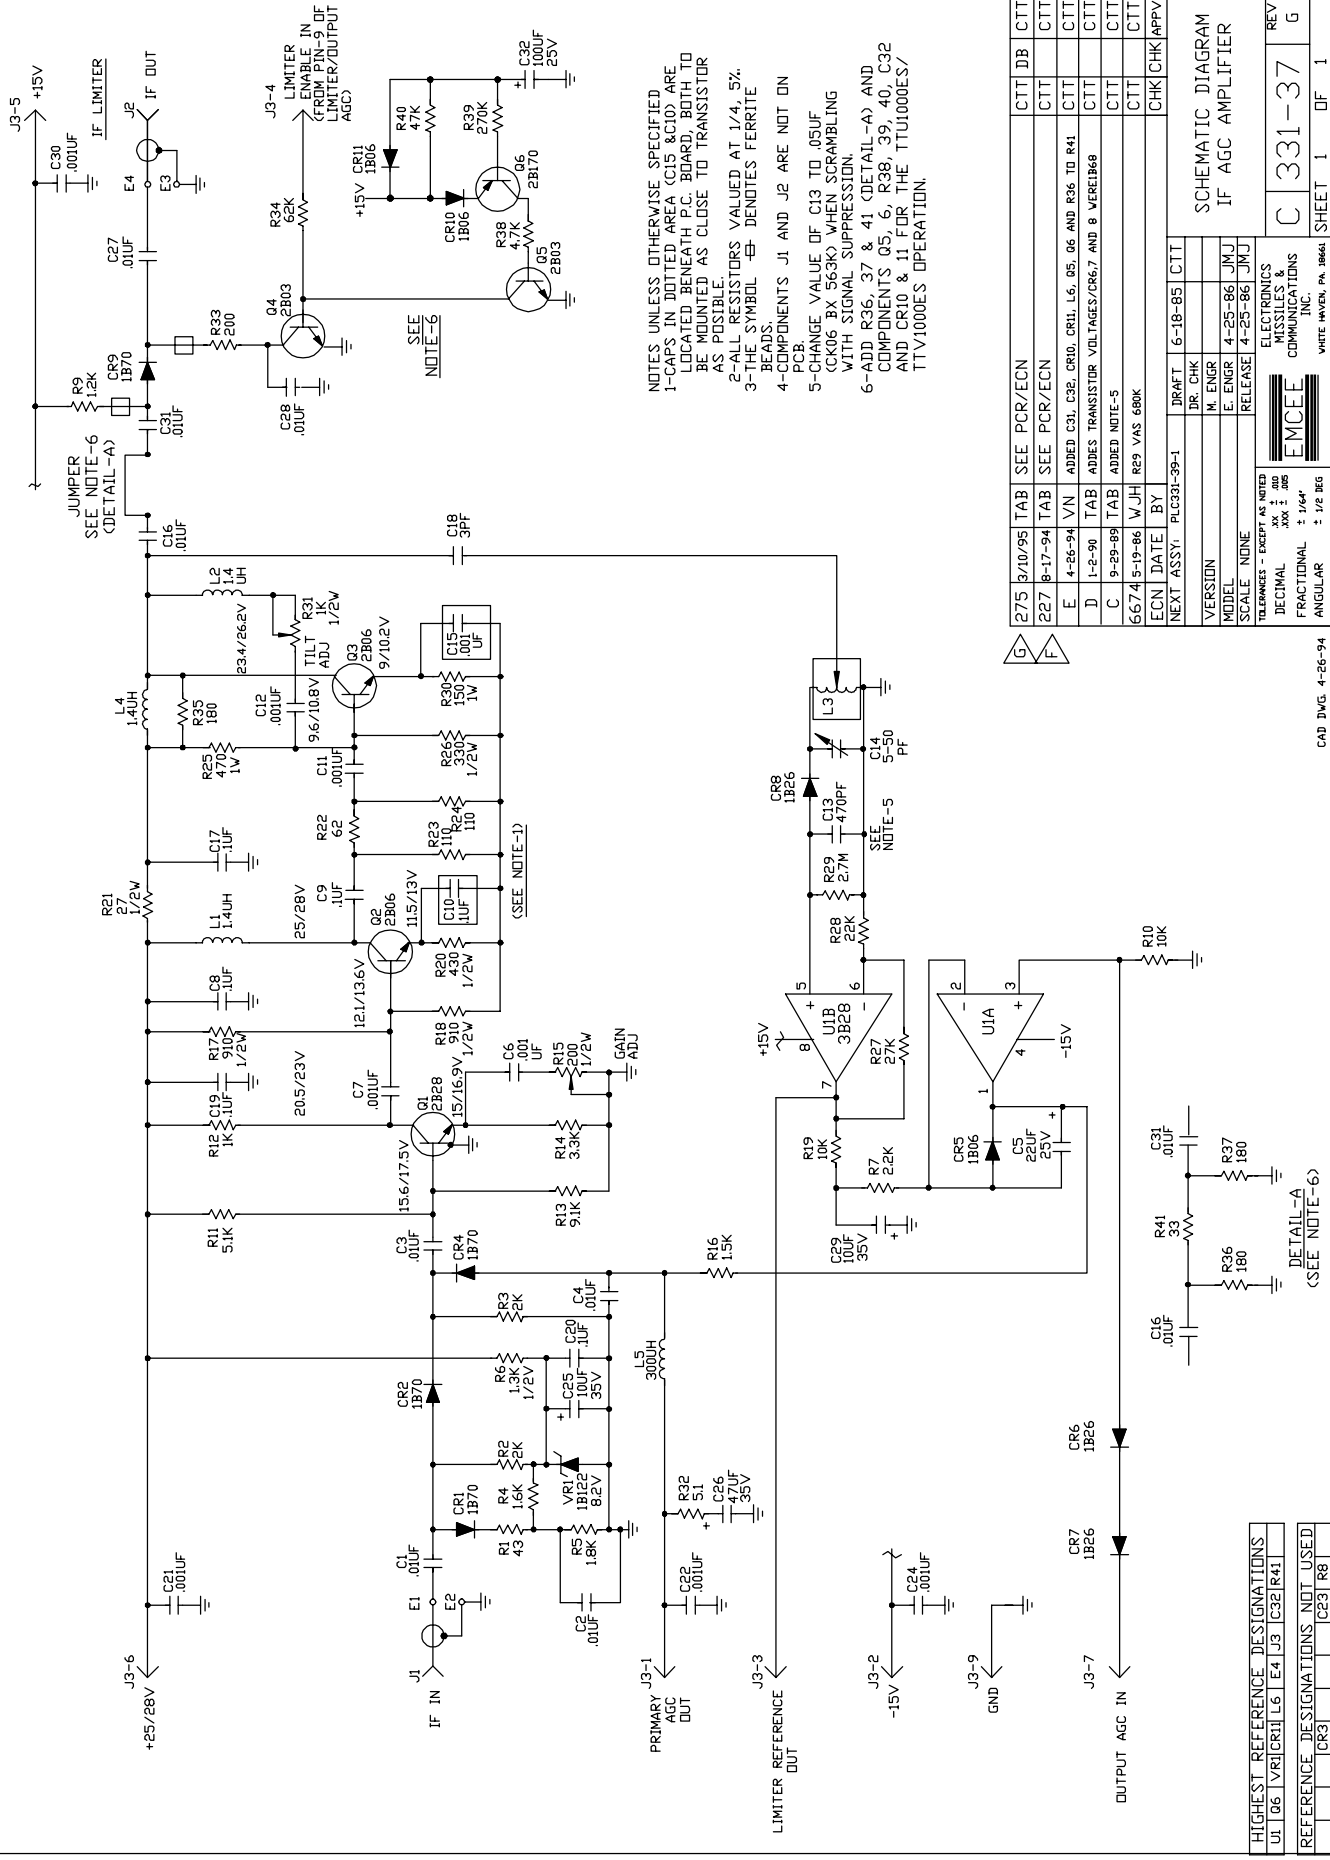 J3-6
+25/28V
C21
.001UF
R11
5.1K
R12
1K
C19
.1UF
R17
910
1/2W
C8
.1UF
L1
1.4UH
R21
27
1/2W
C17
.1UF
R25
470
1W
R35
180
L4
1.4UH
L2
1.4
UH
23.4/26.2V
R31
1K
1/2W
TILT
ADJ
C12
.001UF
9.6/10.8V
C16
.01UF
JUMPER
SEE NOTE-6
(DETAIL-A)
C31
.01UF
R9
1.2K
CR9
1B70
R33
200
C27
.01UF
E4
E3
J2
IF OUT
IF LIMITER
C30
.001UF
J3-5
+15V
C28
.01UF
Q4
2B03
R34
62K
J3-4
LIMITER
ENABLE IN
(FROM PIN-9 OF
LIMITER/OUTPUT
AGC)
+15V
CR11
1B06
R40
47K
C32
100UF
25V
R39
270K
Q6
2B170
CR10
1B06
R38
4.7K
Q5
2B03
SEE
NOTE-6
J1
IF IN
E1
E2
C1
.01UF
CR1
1B70
R1
43
R4
1.6K
R2
2K
R5
1.8K
C2
.01UF
VR1
1B122
8.2V
C25
10UF
35V
C20
.1UF
R6
1.3K
1/2V
CR2
1B70
R3
2K
C4
.01UF
CR4
1B70
C3
.01UF
15.6/17.5V
R13
9.1K
R14
3.3K
Q1
2B28
15/16.9V
C6
.001
UF
R15
200
1/2W
GAIN
ADJ
20.5/23V
C7
.001UF
12.1/13.6V
R18
910
1/2W
Q2
2B06
25/28V
11.5/13V
R20
430
1/2W
C10
.1UF
C9
.1UF
R23
110
R22
62
R24
110
C11
.001UF
R26
330
1/2W
Q3
2B06
9/10.2V
R30
150
1W
C15
.001
UF
(SEE NOTE-1)
C18
3PF
J3-1
PRIMARY
AGC
OUT
C22
.001UF
R32
5.1
C26
47UF
35V
L5
300UH
R16
1.5K
J3-3
LIMITER REFERENCE
OUT
J3-2
-15V
C24
.001UF
J3-9
GND
J3-7
OUTPUT AGC IN
CR7
1B26
CR6
1B26
C29
10UF
35V
R19
10K
R7
2.2K
CR5
1B06
C5
22UF
25V
+15V
8
7
5
6
U1B
3B28
R27
27K
R28
22K
R29
2.7M
C13
470PF
SEE
NOTE-5
CR8
1B26
C14
5-50
PF
L3
1
2
3
4
U1A
-15V
R10
10K
C16
.01UF
R36
180
R41
33
R37
180
C31
.01UF
DETAIL-A
(SEE NOTE-6)
NOTES UNLESS OTHERWISE SPECIFIED
1-CAPS IN DOTTED AREA (C15 &C10) ARE
LOCATED BENEATH P.C. BOARD, BOTH TO
BE MOUNTED AS CLOSE TO TRANSISTOR
AS POSIBLE.
2-ALL RESISTORS VALUED AT 1/4, 5%.
3-THE SYMBOL DENOTES FERRITE
BEADS.
4-COMPONENTS J1 AND J2 ARE NOT ON
PCB.
5-CHANGE VALUE OF C13 TO .05UF
(CK06 BX 563K) WHEN SCRAMBLING
WITH SIGNAL SUPPRESSION.
6-ADD R36, 37 & 41 (DETAIL-A) AND
COMPONENTS Q5, 6, R38, 39, 40, C32
AND CR10 & 11 FOR THE TTU1000ES/
TTV1000ES OPERATION.
HIGHEST REFERENCE DESIGNATIONS
U1 Q6 VR1 CR11 L6 E4 J3 C32 R41
REFERENCE DESIGNATIONS NOT USED
CR3 C23 R8
G 275 3/10/95 TAB SEE PCR/ECN CTT DB CTT
F 227 8-17-94 TAB SEE PCR/ECN CTT CTT
E 4-26-94 VN ADDED C31, C32, CR10, CR11, L6, Q5, Q6 AND R36 TO R41 CTT CTT
D 1-2-90 TAB ADDES TRANSISTOR VOLTAGES/CR6,7 AND 8 WERE1B68 CTT CTT
C 9-29-89 TAB ADDED NOTE-5 CTT CTT
6674 5-19-86 WJH R29 VAS 680K CTT CTT
ECN DATE BY CHK CHK APPV
NEXT ASSY: PLC331-39-1
VERSION
MODEL
SCALE NONE
DRAFT 6-18-85 CTT
DR. CHK
M. ENGR
E. ENGR 4-25-86 JMJ
RELEASE 4-25-86 JMJ
SCHEMATIC DIAGRAM
IF AGC AMPLIFIER
TOLERANCES - EXCEPT AS NOTED
DECIMAL .XX ± .010
.XXX ± .005
FRACTIONAL ± 1/64"
ANGULAR ± 1/2 DEG
EMCEE
ELECTRONICS
MISSILES &
COMMUNICATIONS
INC.
WHITE HAVEN, PA. 18661
C 331-37 REV G
SHEET 1 OF 1
CAD DWG. 4-26-94